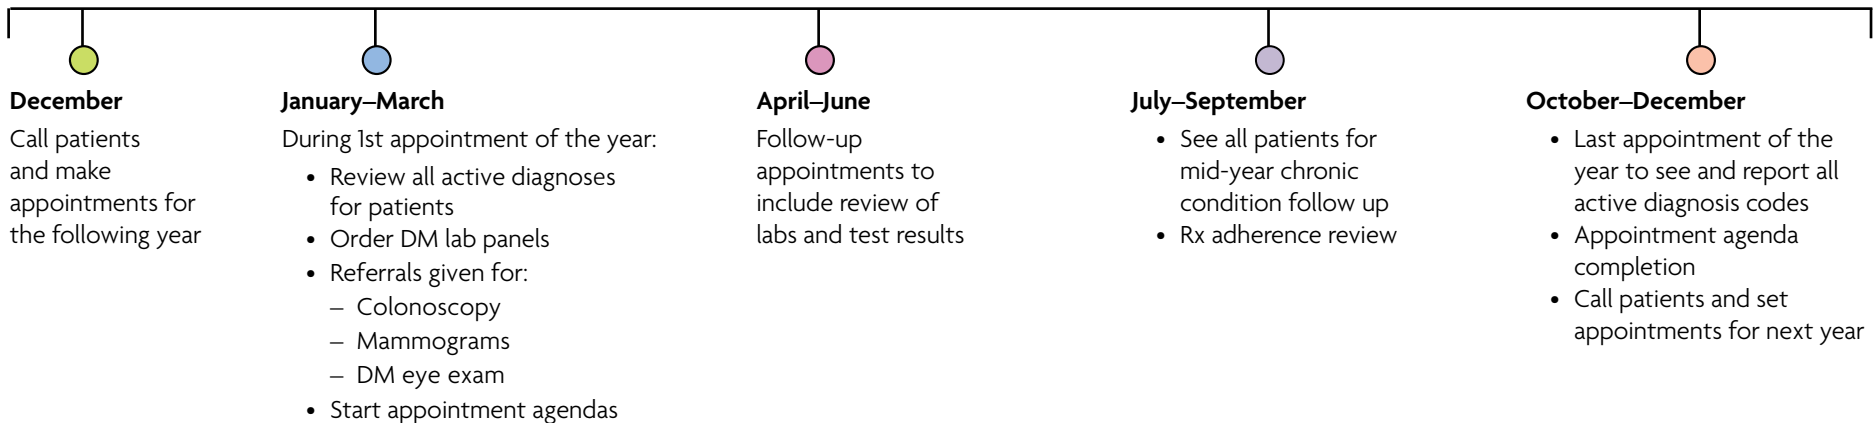 December
Call patients
and make
appointments for
the following year
January–March
During 1st appointment of the year:
• Review all active diagnoses
for patients
• Order DM lab panels
• Referrals given for:
– Colonoscopy
– Mammograms
– DM eye exam
• Start appointment agendas
April–June
Follow-up
appointments to
include review of
labs and test results
July–September
• See all patients for
mid-year chronic
condition follow up
• Rx adherence review
October–December
• Last appointment of the
year to see and report all
active diagnosis codes
• Appointment agenda
completion
• Call patients and set
appointments for next year